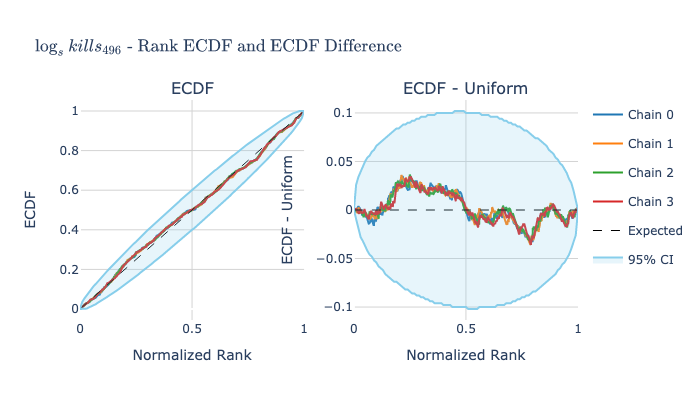 log_s kills_496 - Rank ECDF and ECDF Difference
ECDF
ECDF - Uniform
ECDF
1
0.8
0.6
0.4
0.2
0
0
0.5
1
Normalized Rank
ECDF - Uniform
0.1
0.05
0
−0.05
−0.1
0
0.5
1
Normalized Rank
Chain 0
Chain 1
Chain 2
Chain 3
Expected
95% CI